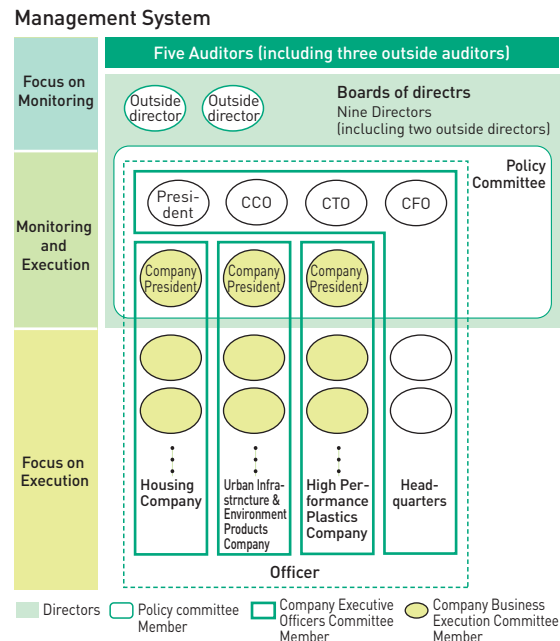 Management System
Five Auditors (including three outside auditors)
Focus on
Monitoring
Outside
director
Outside
director
Boards of directrs
Nine Directors
(inclucling two outside directors)
Policy
Committee
Monitoring
and
Execution
Presi-
dent
CCO
CTO
CFO
Company
President
Company
President
Company
President
Focus on
Execution
Housing
Company
Urban Infra-
strncture &
Environment
Products
Company
High Per-
formance
Plastics
Company
Head-
quarters
Officer
Directors
Policy committee
Member
Company Executive
Officers Committee
Member
Company Business
Execution Committee
Member